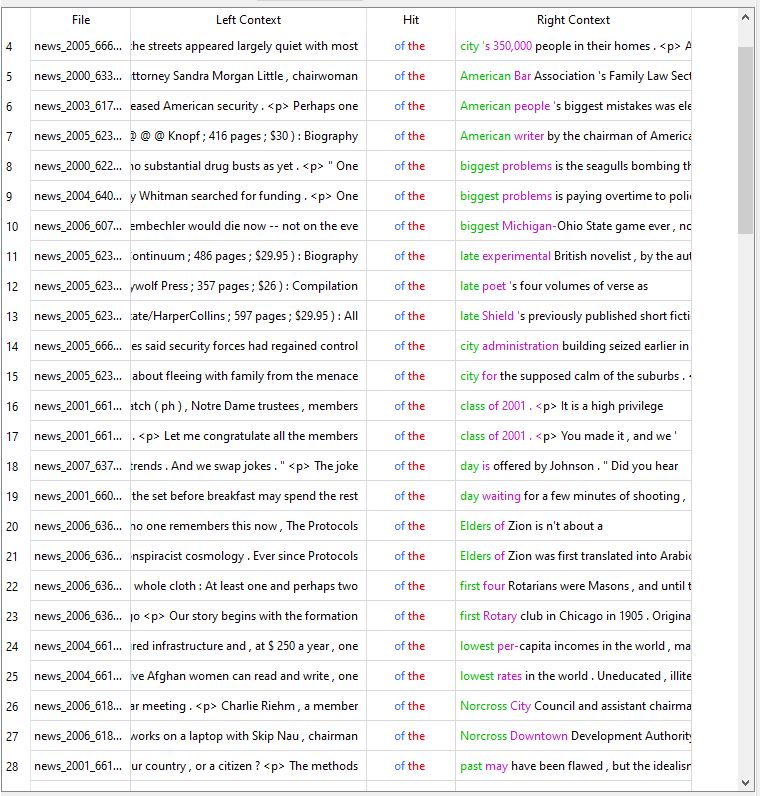 File Left Context Hit Right Context
4 news_2005_666... the streets appeared largely quiet with most of the city 's 350,000 people in their homes . <p> A
5 news_2000_633... ttorney Sandra Morgan Little , chairwoman of the American Bar Association 's Family Law Sect
6 news_2003_617... eased American security . <p> Perhaps one of the American people 's biggest mistakes was ele
7 news_2005_623... @ @ @ Knopf ; 416 pages ; $30 ) : Biography of the American writer by the chairman of America
8 news_2000_622... no substantial drug busts as yet . <p> " One of the biggest problems is the seagulls bombing th
9 news_2004_640... y Whitman searched for funding . <p> One of the biggest problems is paying overtime to polic
10 news_2006_607... embechler would die now -- not on the eve of the biggest Michigan-Ohio State game ever , no
11 news_2005_623... ontinuum ; 486 pages ; $29.95 ) : Biography of the late experimental British novelist , by the aut
12 news_2005_623... ywolf Press ; 357 pages ; $26 ) : Compilation of the late poet 's four volumes of verse as
13 news_2005_623... ate/HarperCollins ; 597 pages ; $29.95 ) : All of the late Shield 's previously published short ficti
14 news_2005_666... es said security forces had regained control of the city administration building seized earlier in
15 news_2005_623... about fleeing with family from the menace of the city for the supposed calm of the suburbs . <
16 news_2001_661... atch ( ph ) , Notre Dame trustees , members of the class of 2001 . <p> It is a high privilege
17 news_2001_661... . <p> Let me congratulate all the members of the class of 2001 . <p> You made it , and we '
18 news_2007_637... trends . And we swap jokes . " <p> The joke of the day is offered by Johnson . " Did you hear
19 news_2001_660... the set before breakfast may spend the rest of the day waiting for a few minutes of shooting ,
20 news_2006_636... no one remembers this now , The Protocols of the Elders of Zion is n't about a
21 news_2006_636... nspiracist cosmology . Ever since Protocols of the Elders of Zion was first translated into Arabic
22 news_2006_636... whole cloth : At least one and perhaps two of the first four Rotarians were Masons , and until t
23 news_2006_636... go <p> Our story begins with the formation of the first Rotary club in Chicago in 1905 . Origina
24 news_2004_661... red infrastructure and , at $ 250 a year , one of the lowest per-capita incomes in the world , ma
25 news_2004_661... ve Afghan women can read and write , one of the lowest rates in the world . Uneducated , illite
26 news_2006_618... ar meeting . <p> Charlie Riehm , a member of the Norcross City Council and assistant chairma
27 news_2006_618... works on a laptop with Skip Nau , chairman of the Norcross Downtown Development Authority
28 news_2001_661... ur country , or a citizen ? <p> The methods of the past may have been flawed , but the idealisn